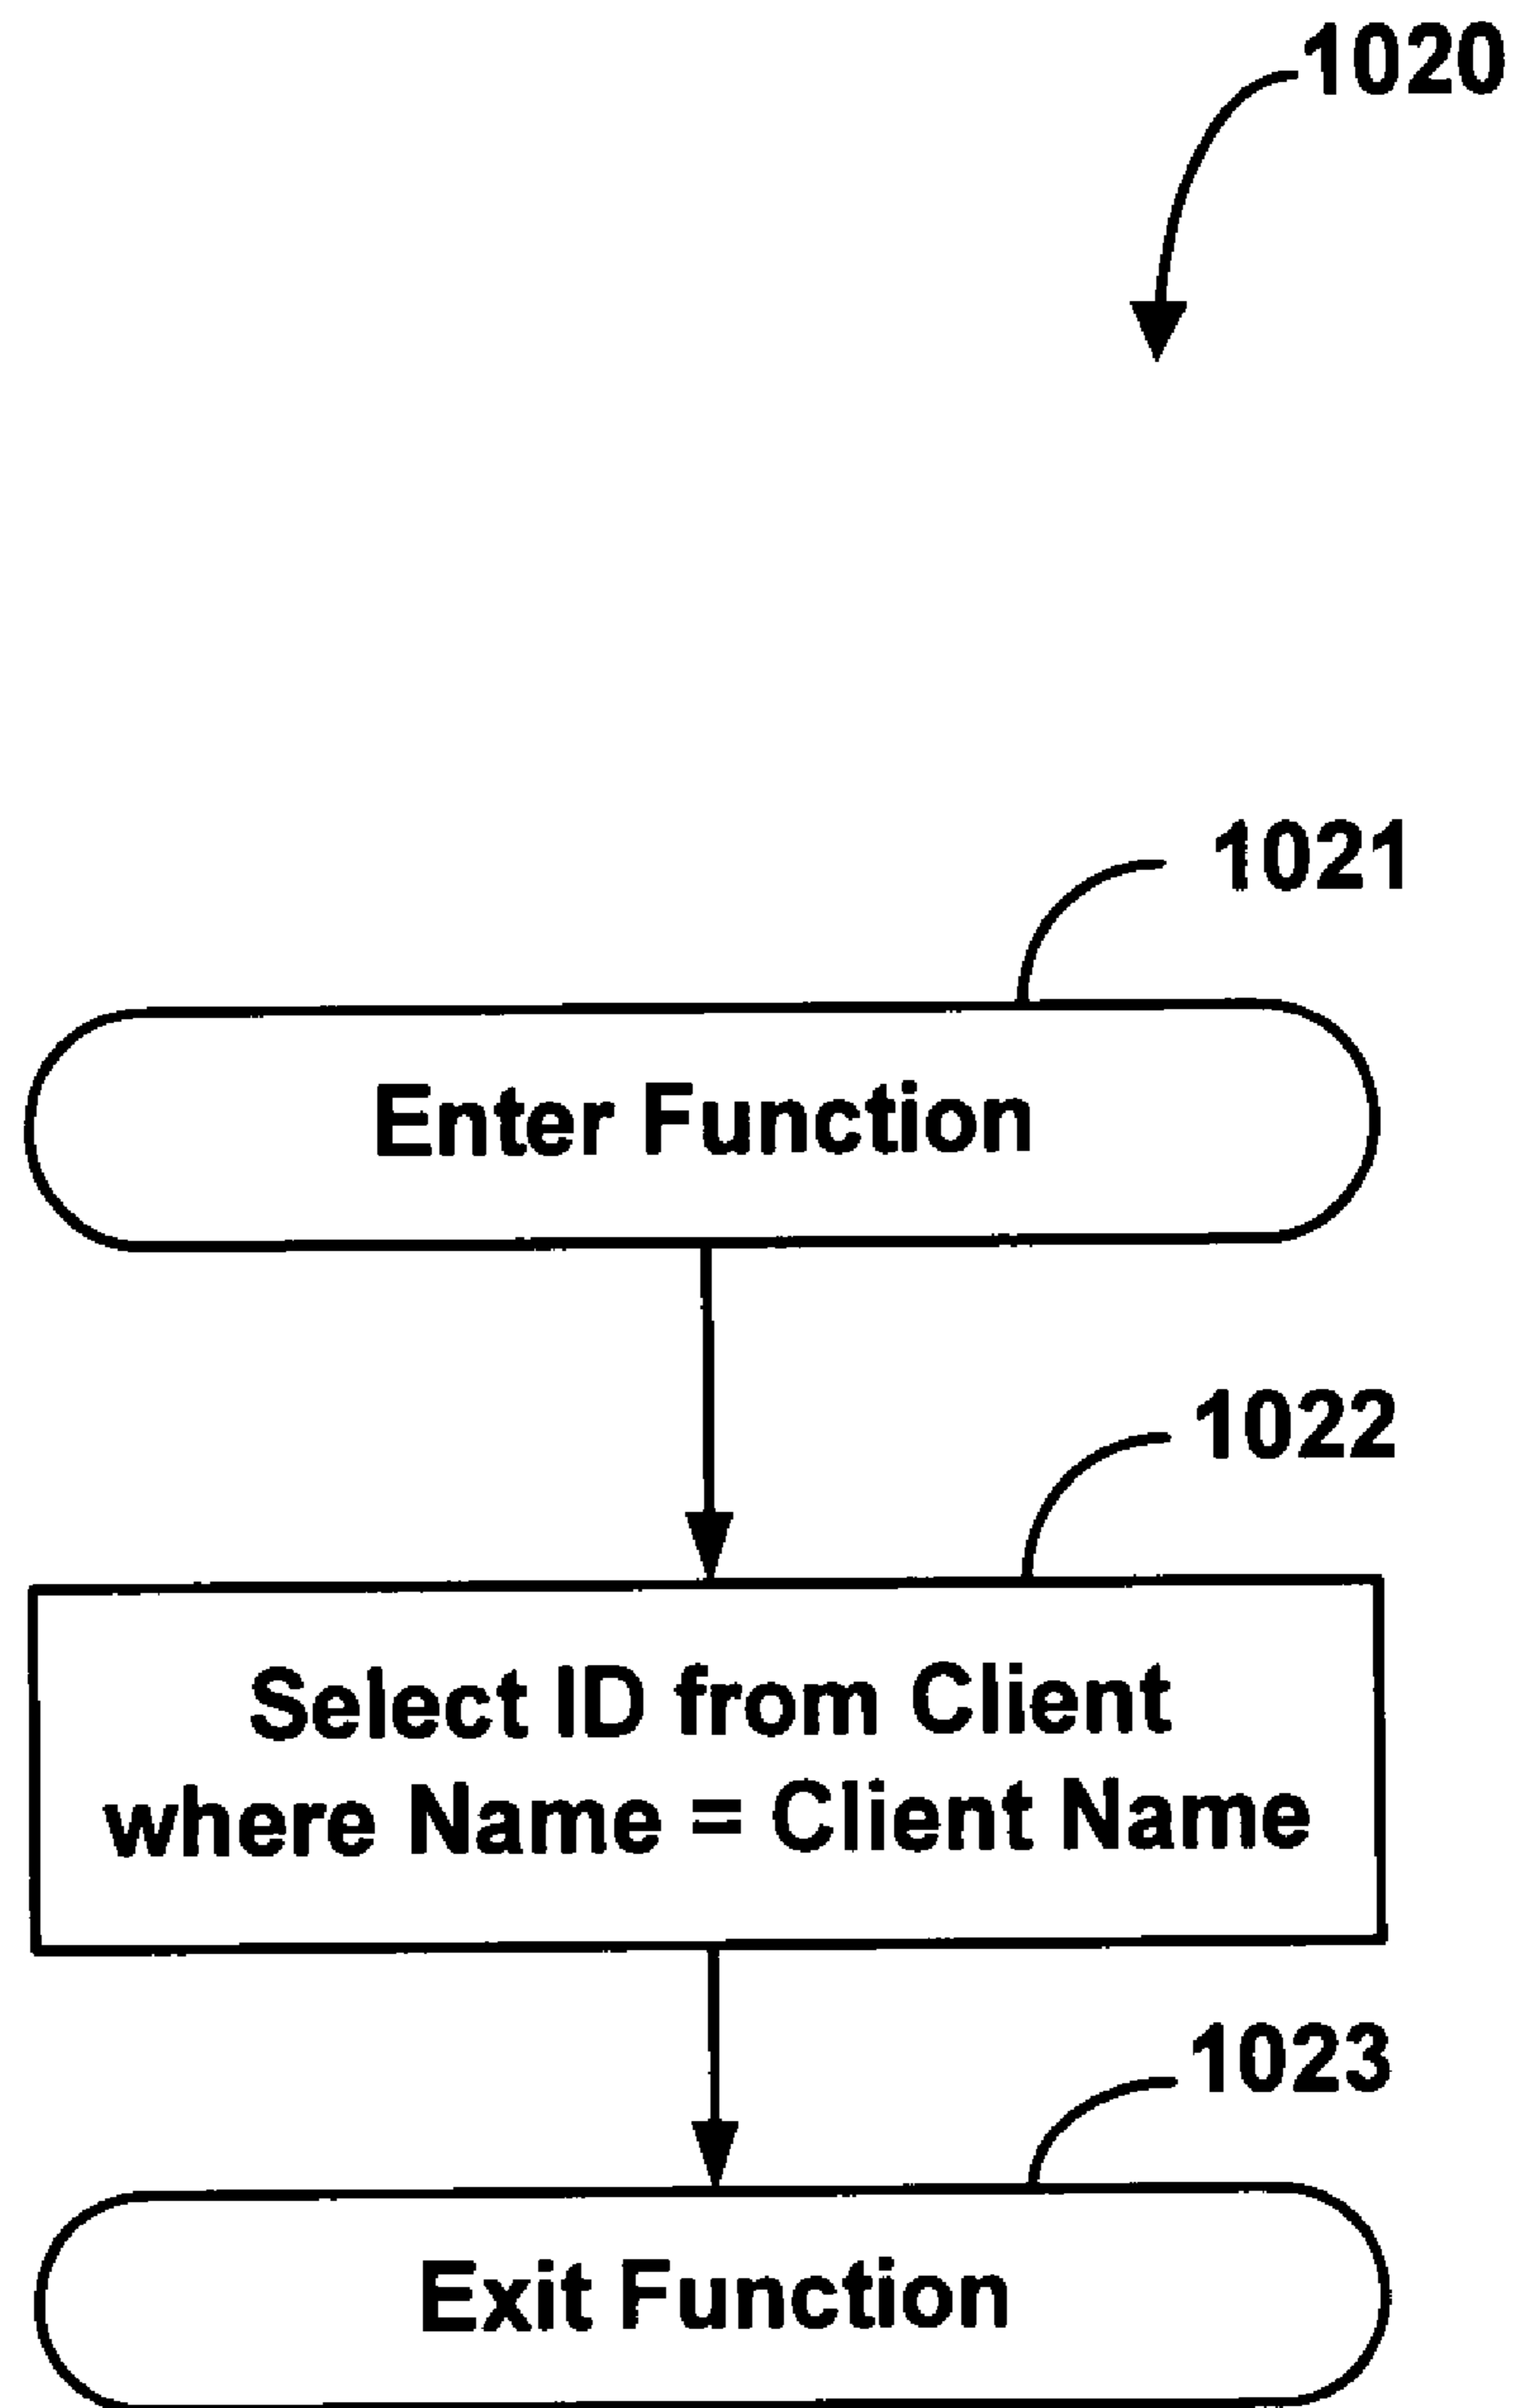 1020
1021
Enter Function
1022
Select ID from Client
where Name = Client Name
1023
Exit Function